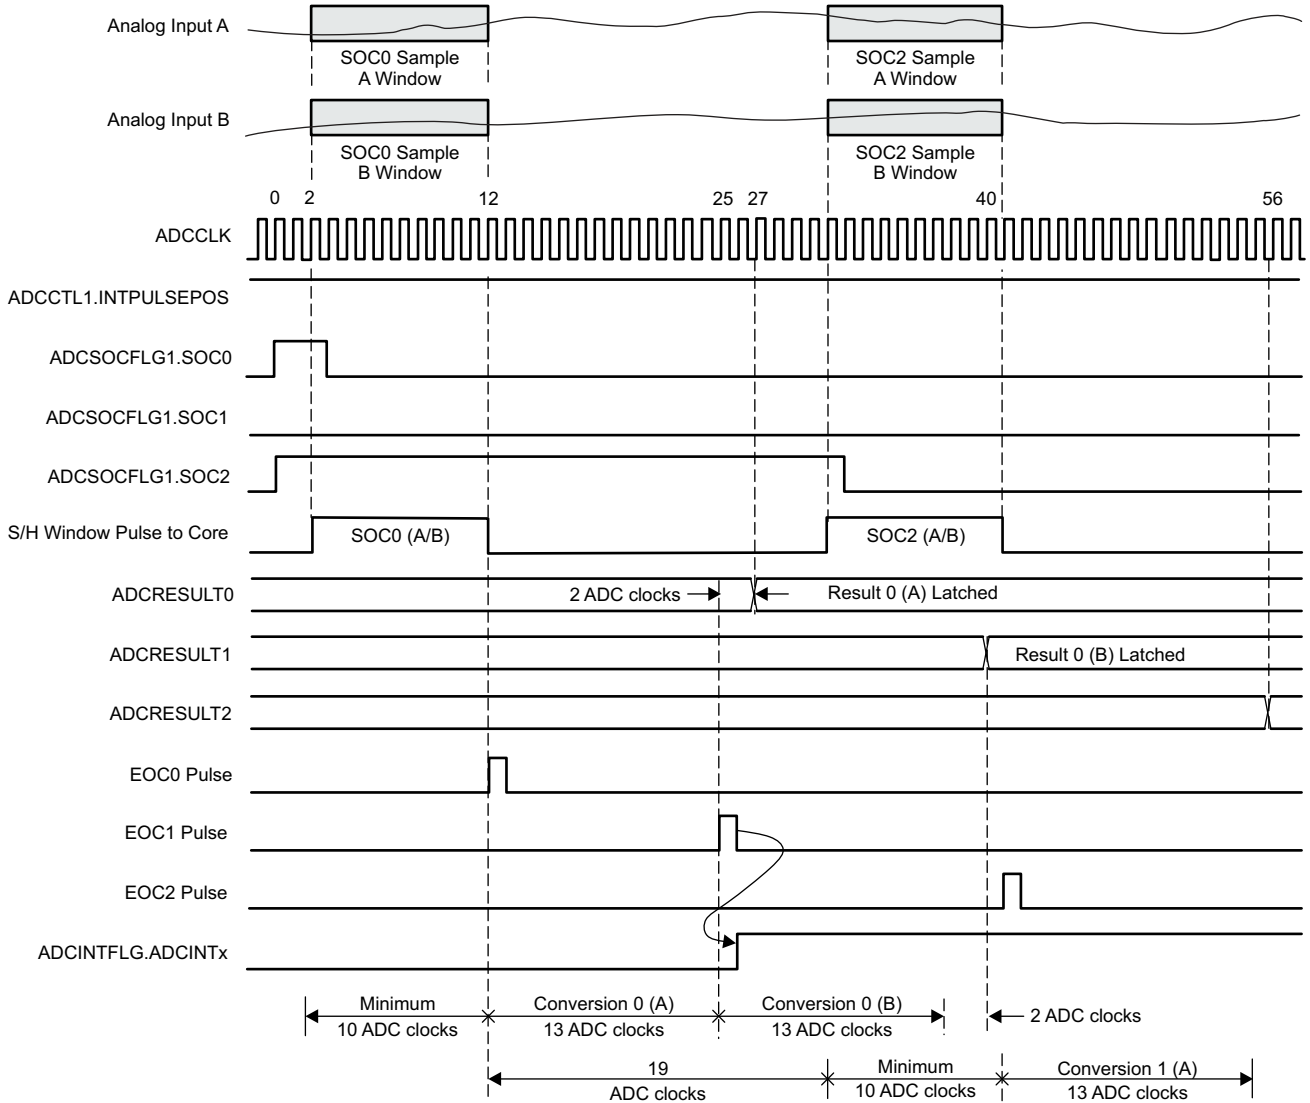 Analog Input A
SOC0 Sample
A Window
SOC2 Sample
A Window
Analog Input B
SOC0 Sample
B Window
SOC2 Sample
B Window
0 2 12 25 27 40 56
ADCCLK
ADCCTL1.INTPULSEPOS
ADCSOCFLG1.SOC0
ADCSOCFLG1.SOC1
ADCSOCFLG1.SOC2
S/H Window Pulse to Core
SOC0 (A/B)
SOC2 (A/B)
ADCRESULT0
2 ADC clocks
Result 0 (A) Latched
ADCRESULT1
Result 0 (B) Latched
ADCRESULT2
EOC0 Pulse
EOC1 Pulse
EOC2 Pulse
ADCINTFLG.ADCINTx
Minimum
10 ADC clocks
Conversion 0 (A)
13 ADC clocks
Conversion 0 (B)
13 ADC clocks
2 ADC clocks
19
ADC clocks
Minimum
10 ADC clocks
Conversion 1 (A)
13 ADC clocks